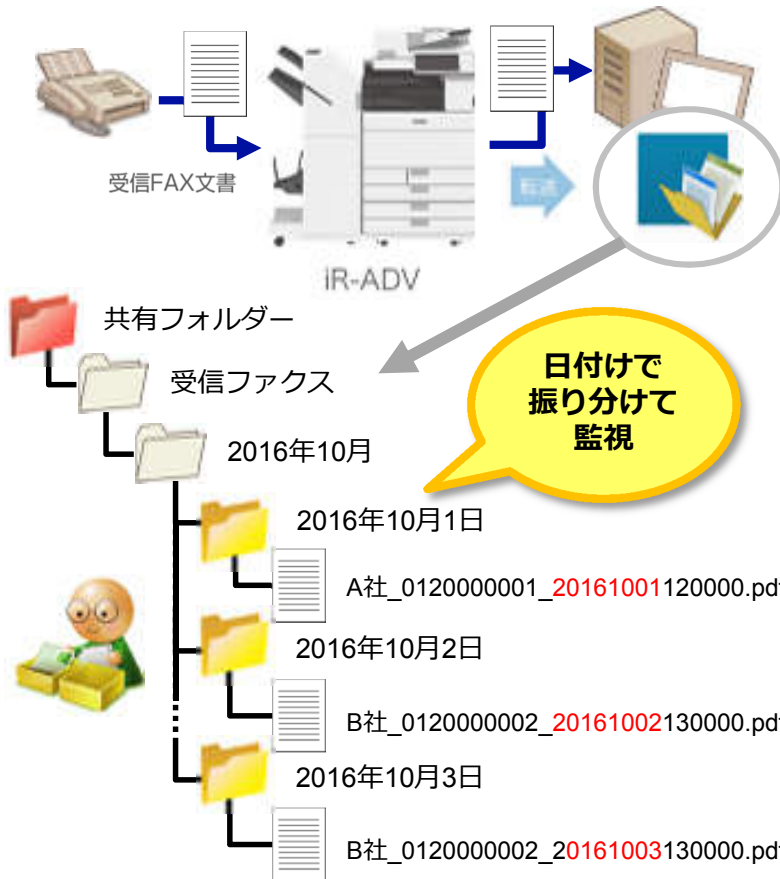 受信FAX文書
転送
iR-ADV
共有フォルダー
受信ファクス
日付けで
振り分けて
監視
2016年10月
2016年10月1日
A社_0120000001_20161001120000.pdf
2016年10月2日
B社_0120000002_20161002130000.pdf
2016年10月3日
B社_0120000002_20161003130000.pdf